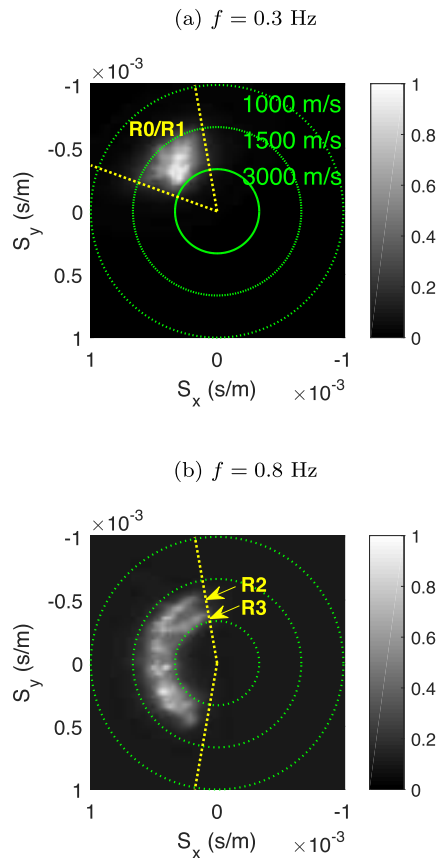 (a) f = 0.3 Hz
×10⁻³
-1
-0.5
0
0.5
1
S_y (s/m)
1
0
-1
S_x (s/m)
×10⁻³
R0/R1
1000 m/s
1500 m/s
3000 m/s
1
0.8
0.6
0.4
0.2
0
(b) f = 0.8 Hz
×10⁻³
-1
-0.5
0
0.5
1
S_y (s/m)
1
0
-1
S_x (s/m)
×10⁻³
R2
R3
1
0.8
0.6
0.4
0.2
0